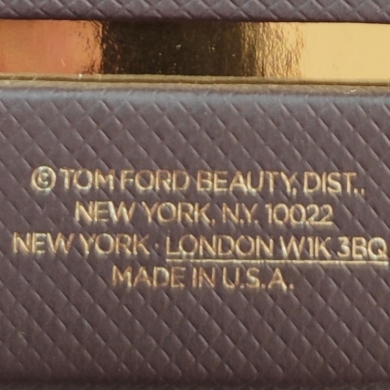 © TOM FORD BEAUTY, DIST.,
NEW YORK, N.Y. 10022
NEW YORK · LONDON W1K 3BQ
MADE IN U.S.A.